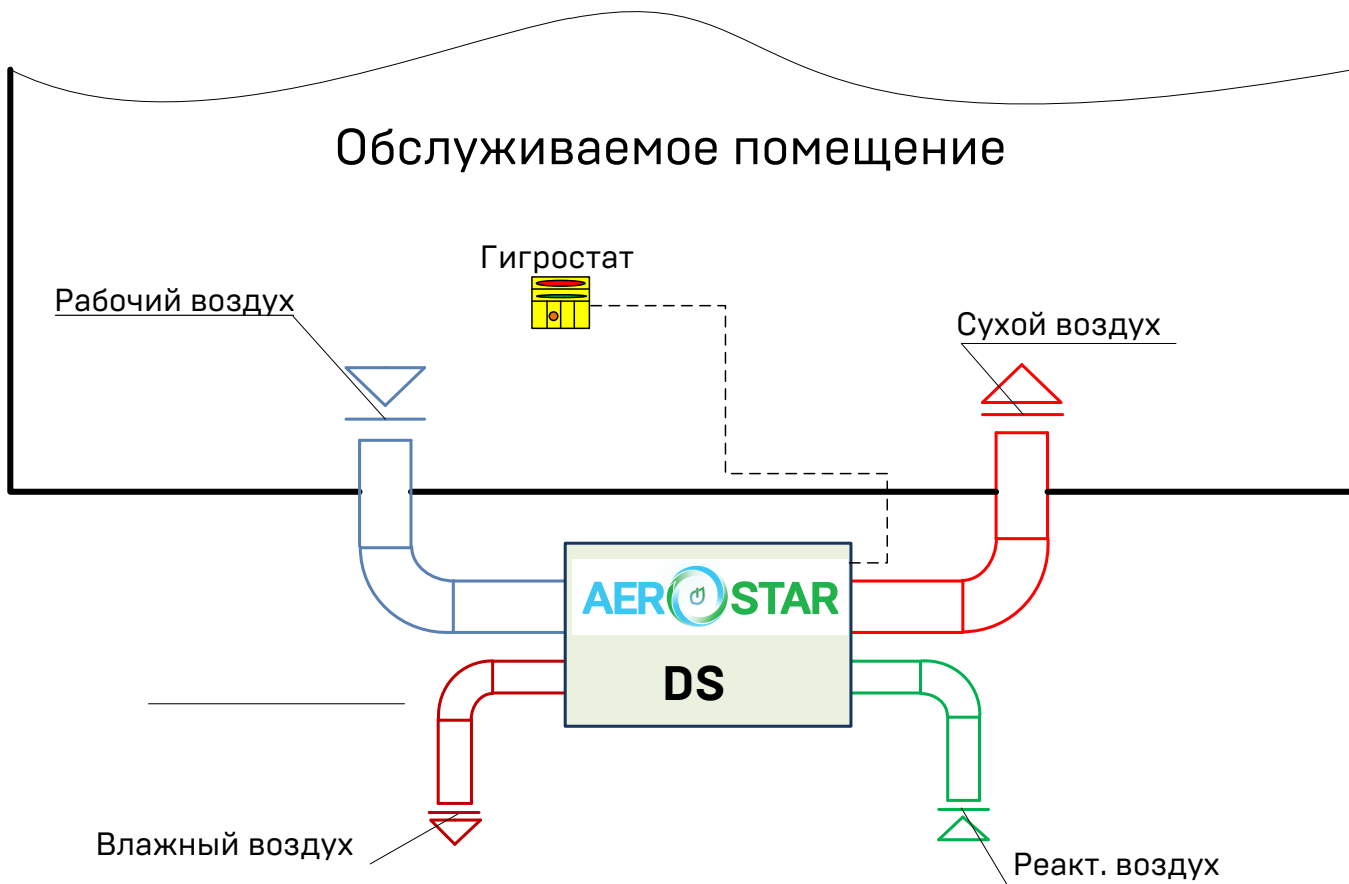 Обслуживаемое помещение
Гигростат
Рабочий воздух
Сухой воздух
AEROSTAR
DS
Влажный воздух
Реакт. воздух